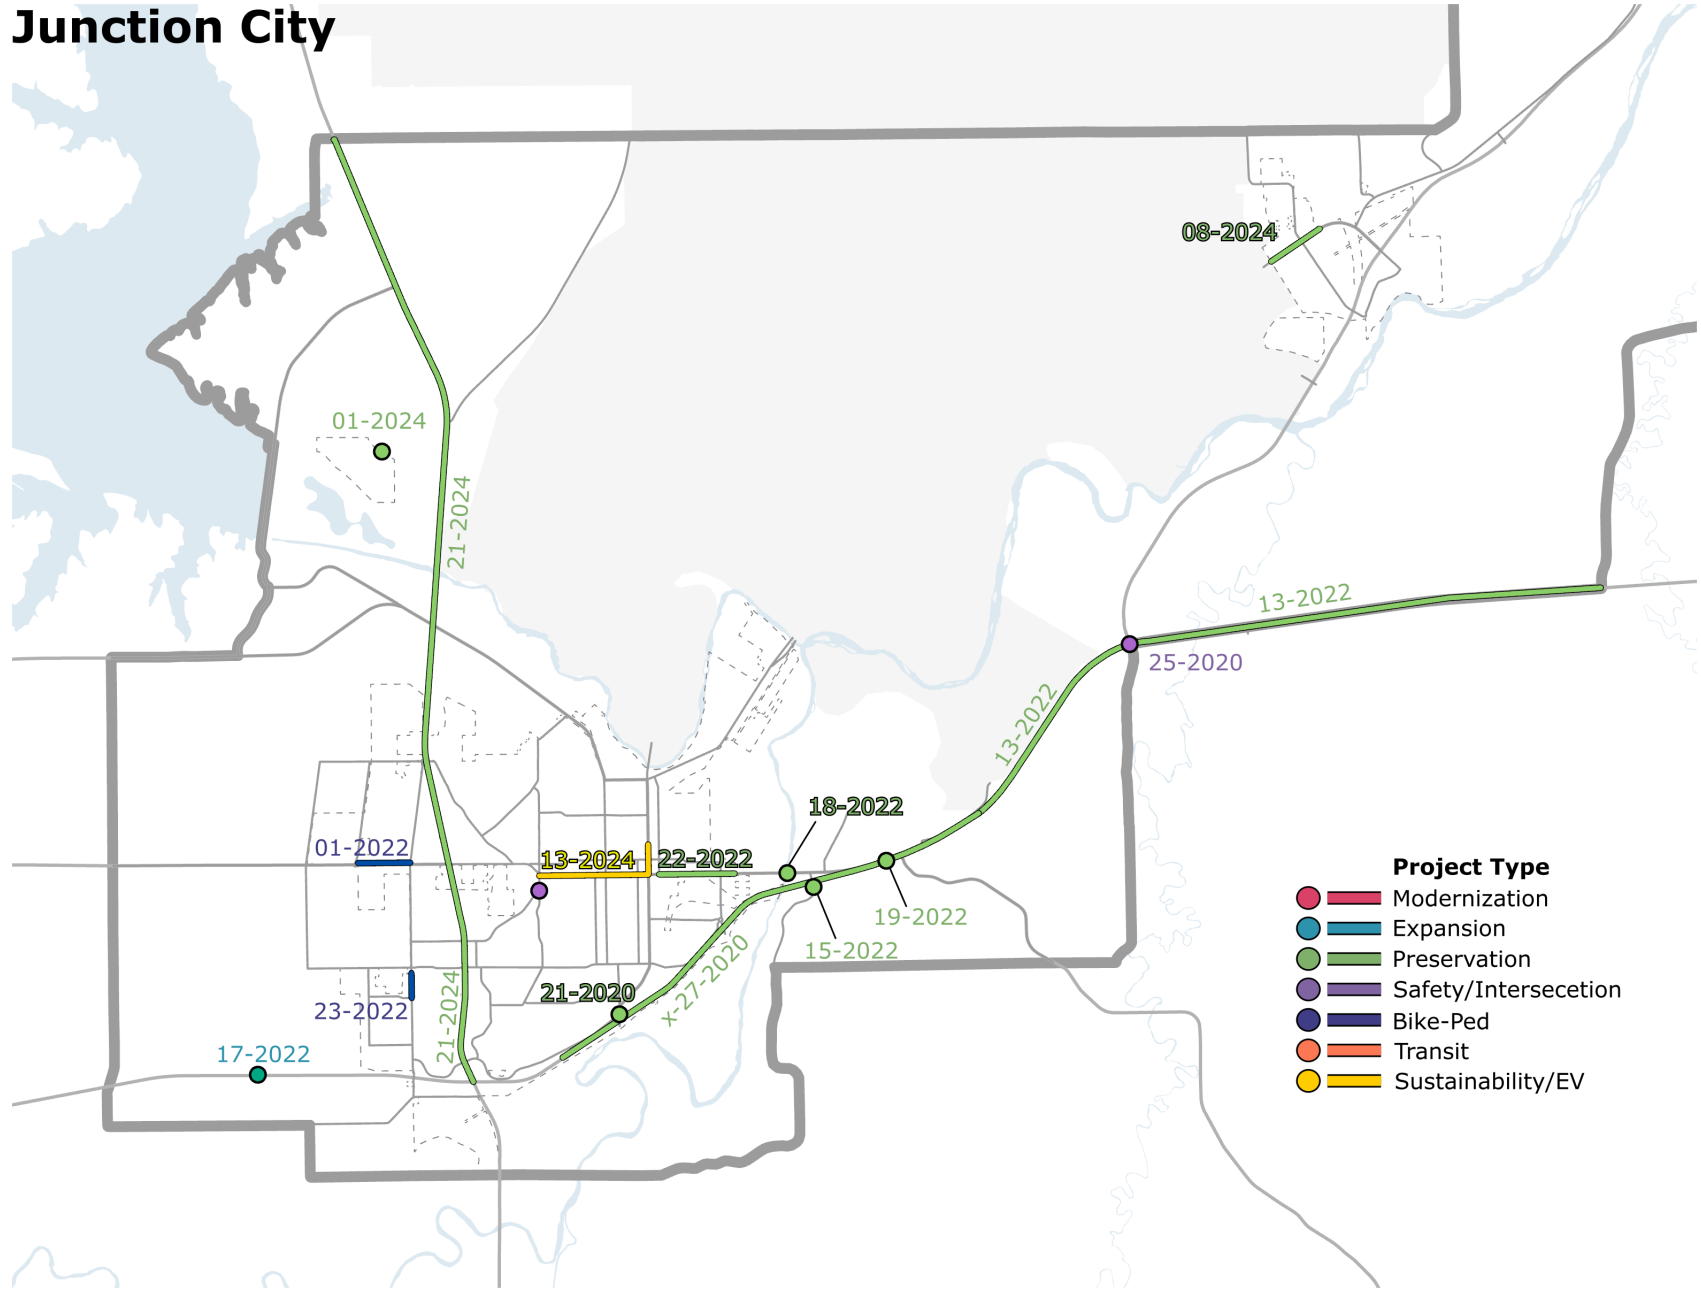 Junction City
08-2024
01-2024
21-2024
13-2022
25-2020
13-2022
18-2022
01-2022
13-2024
22-2022
19-2022
15-2022
x-27-2020
21-2020
21-2024
23-2022
17-2022
Project Type
Modernization
Expansion
Preservation
Safety/Intersecetion
Bike-Ped
Transit
Sustainability/EV